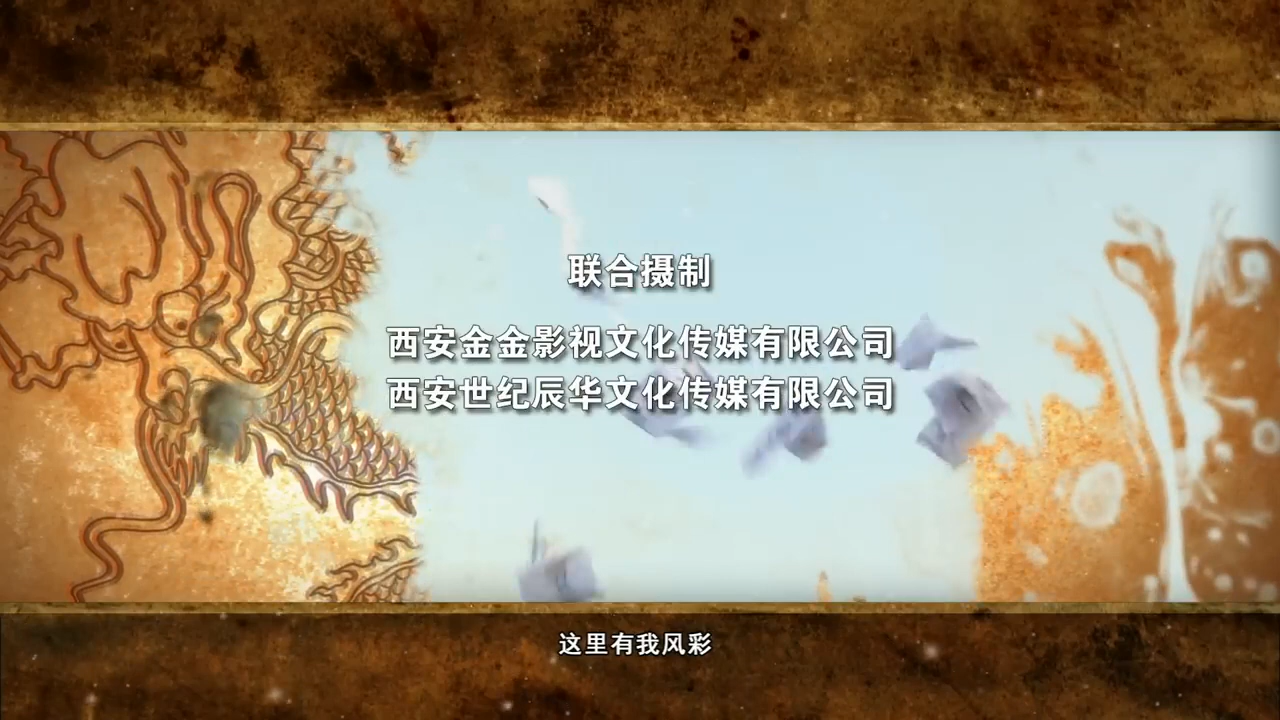 联合摄制
西安金金影视文化传媒有限公司
西安世纪辰华文化传媒有限公司
这里有我风彩